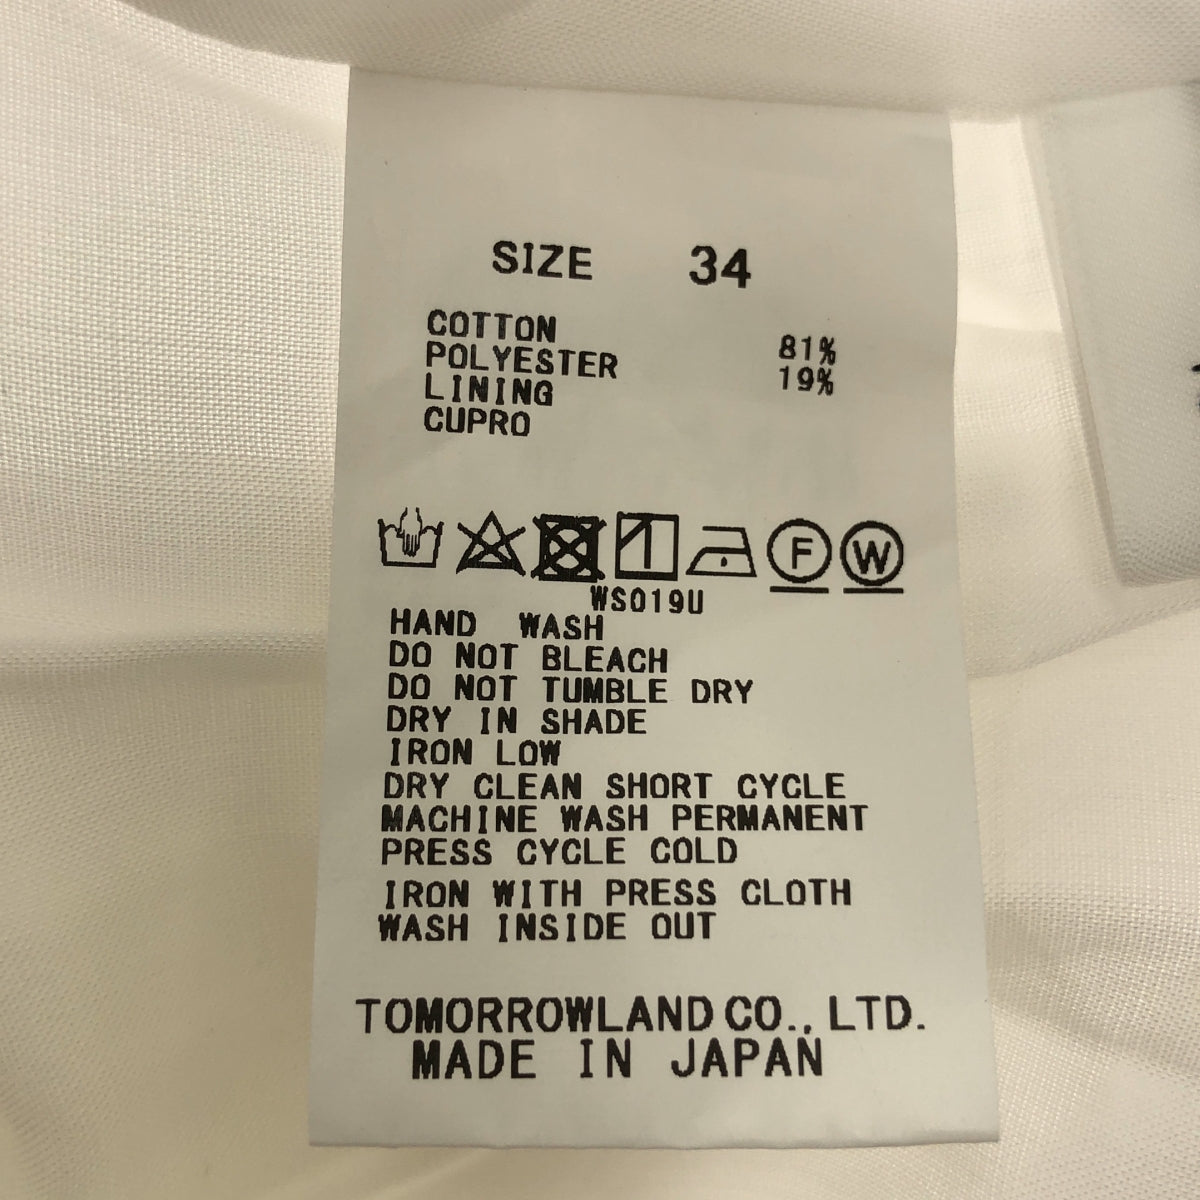 SIZE 34
COTTON 81%
POLYESTER 19%
LINING
CUPRO
F W
WS019U
HAND WASH
DO NOT BLEACH
DO NOT TUMBLE DRY
DRY IN SHADE
IRON LOW
DRY CLEAN SHORT CYCLE
MACHINE WASH PERMANENT
PRESS CYCLE COLD
IRON WITH PRESS CLOTH
WASH INSIDE OUT
TOMORROWLAND CO., LTD.
MADE IN JAPAN